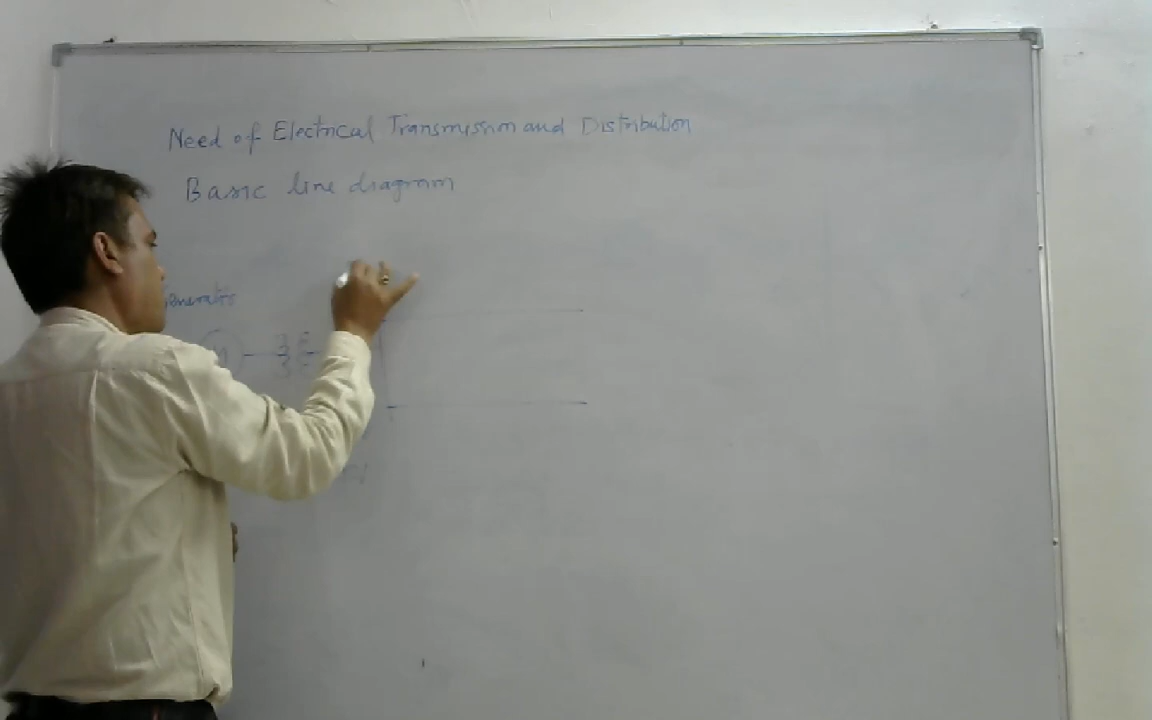 Need of Electrical Transmission and Distribution
Basic line diagram